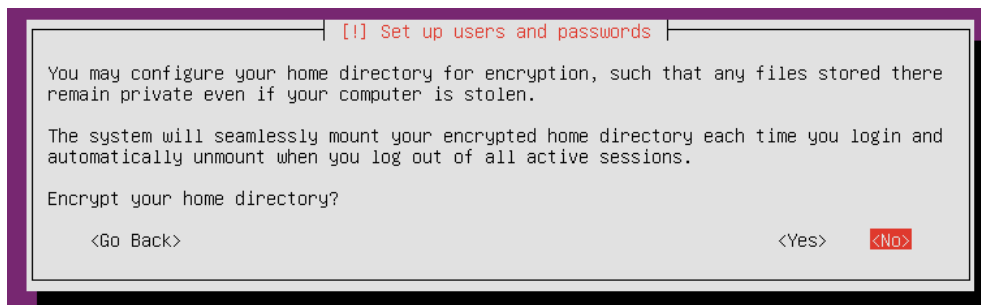 [!] Set up users and passwords
You may configure your home directory for encryption, such that any files stored there
remain private even if your computer is stolen.
The system will seamlessly mount your encrypted home directory each time you login and
automatically unmount when you log out of all active sessions.
Encrypt your home directory?
<Go Back> <Yes> <No>